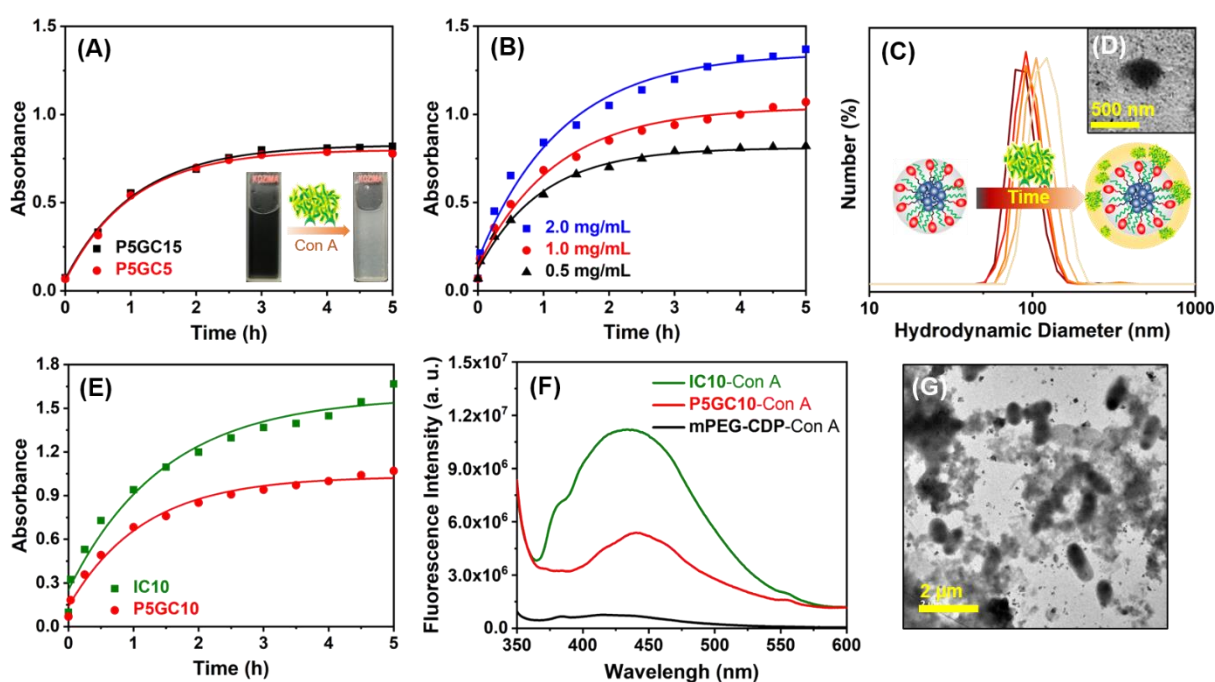 (A)
1.5
1.0
0.5
0.0
Absorbance
0 1 2 3 4 5
Time (h)
P5GC15
P5GC5
Con A
(B)
1.5
1.0
0.5
0.0
Absorbance
0 1 2 3 4 5
Time (h)
2.0 mg/mL
1.0 mg/mL
0.5 mg/mL
(C)
Number (%)
Time
10 100 1000
Hydrodynamic Diameter (nm)
(D)
500 nm
(E)
1.8
1.5
1.2
0.9
0.6
0.3
0.0
Absorbance
0 1 2 3 4 5
Time (h)
IC10
P5GC10
(F)
1.5x10⁷
1.2x10⁷
9.0x10⁶
6.0x10⁶
3.0x10⁶
0.0
Fluorescence Intensity (a. u.)
350 400 450 500 550 600
Wavelengh (nm)
IC10-Con A
P5GC10-Con A
mPEG-CDP-Con A
(G)
2 µm